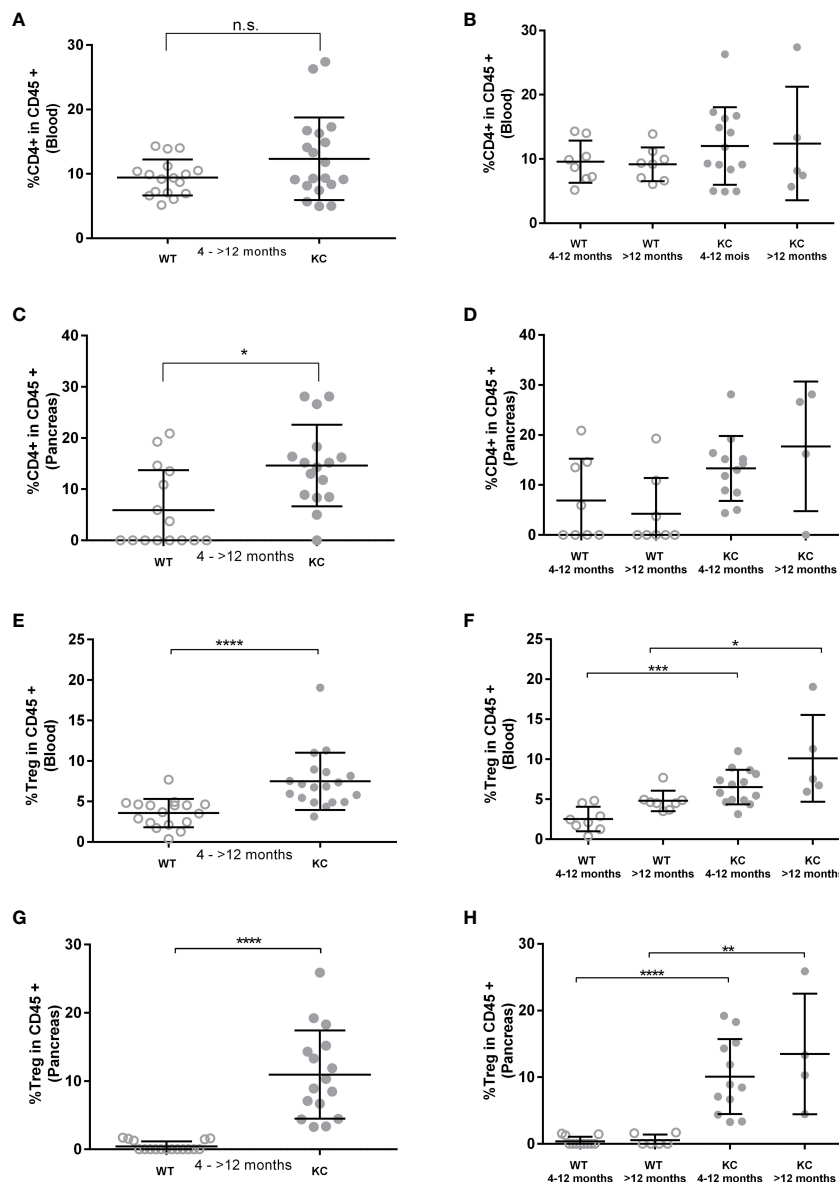 A
n.s.
30
20
10
0
%CD4+ in CD45 +
(Blood)
WT
4 - >12 months
KC
B
30
20
10
0
%CD4+ in CD45 +
(Blood)
WT
4-12 months
WT
>12 months
KC
4-12 mois
KC
>12 months
C
*
40
30
20
10
0
%CD4+ in CD45 +
(Pancreas)
WT
4 - >12 months
KC
D
40
30
20
10
0
%CD4+ in CD45 +
(Pancreas)
WT
4-12 months
WT
>12 months
KC
4-12 months
KC
>12 months
E
****
25
20
15
10
5
0
%Treg in CD45 +
(Blood)
WT
4 - >12 months
KC
F
*
***
25
20
15
10
5
0
%Treg in CD45 +
(Blood)
WT
4-12 months
WT
>12 months
KC
4-12 months
KC
>12 months
G
****
30
20
10
0
%Treg in CD45 +
(Pancreas)
WT
4 - >12 months
KC
H
**
****
30
20
10
0
%Treg in CD45 +
(Pancreas)
WT
4-12 months
WT
>12 months
KC
4-12 months
KC
>12 months